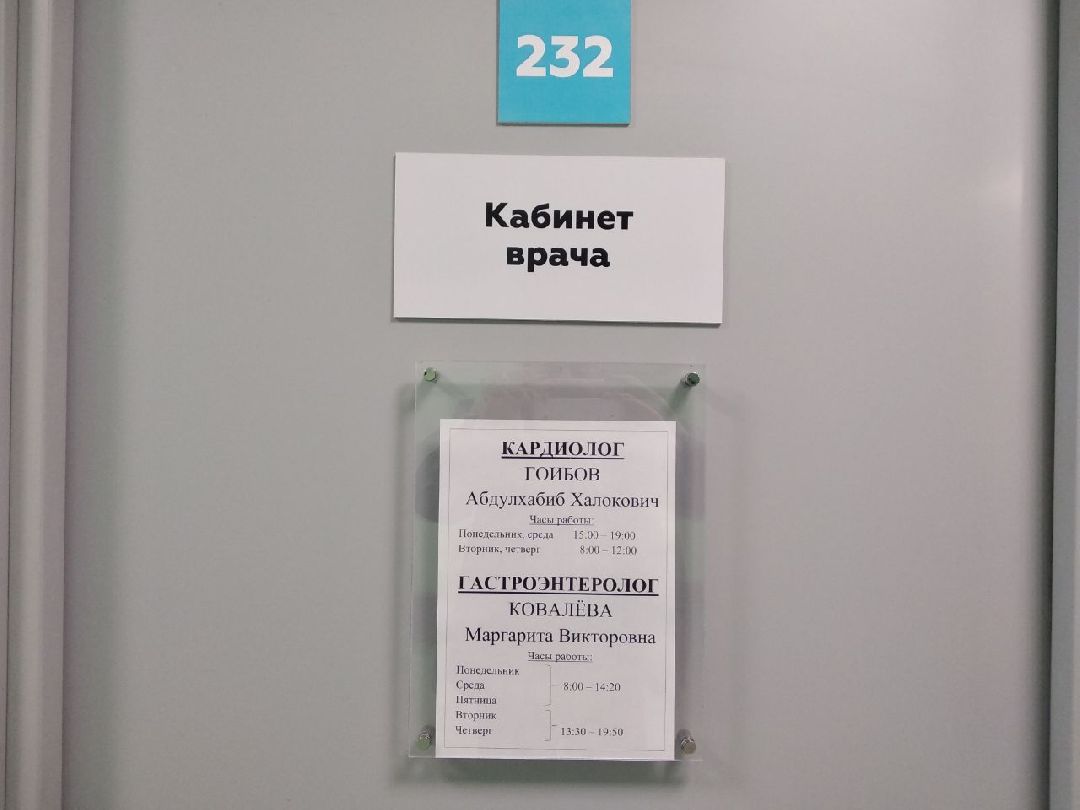 232
Кабинет
врача
КАРДИОЛОГ
ГОИБОВ
Абдулхабиб Халокович
Часы работы:
Понедельник, среда 15:00 – 19:00
Вторник, четверг 8:00 – 12:00
ГАСТРОЭНТЕРОЛОГ
КОВАЛЁВА
Маргарита Викторовна
Часы работы:
Понедельник
Среда 8:00 – 14:20
Пятница
Вторник
Четверг 13:30 – 19:50